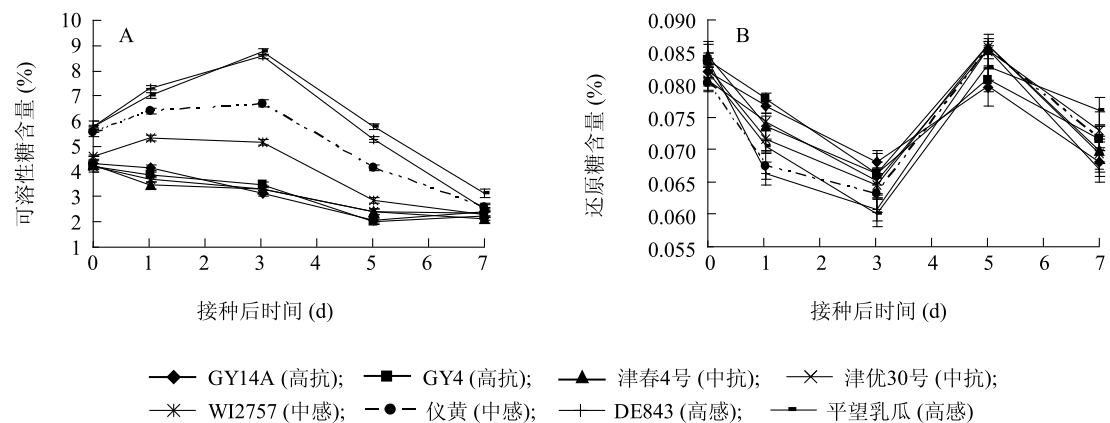 A
可溶性糖含量 (%)
10
9
8
7
6
5
4
3
2
1
0 1 2 3 4 5 6 7
接种后时间 (d)
B
还原糖含量 (%)
0.090
0.085
0.080
0.075
0.070
0.065
0.060
0.055
0 1 2 3 4 5 6 7
接种后时间 (d)
GY14A (高抗); GY4 (高抗); 津春4号 (中抗); 津优30号 (中抗);
WI2757 (中感); 仪黄 (中感); DE843 (高感); 平望乳瓜 (高感)